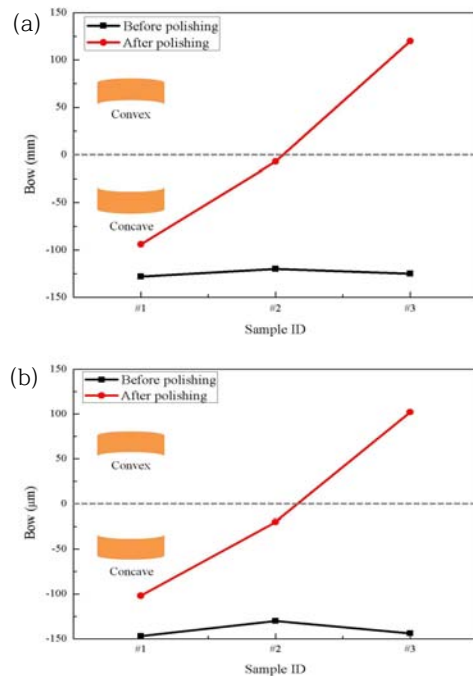 (a)
Before polishing
After polishing
150
100
50
0
-50
-100
-150
Bow (mm)
Convex
Concave
#1 #2 #3
Sample ID
(b)
Before polishing
After polishing
150
100
50
0
-50
-100
-150
Bow (μm)
Convex
Concave
#1 #2 #3
Sample ID